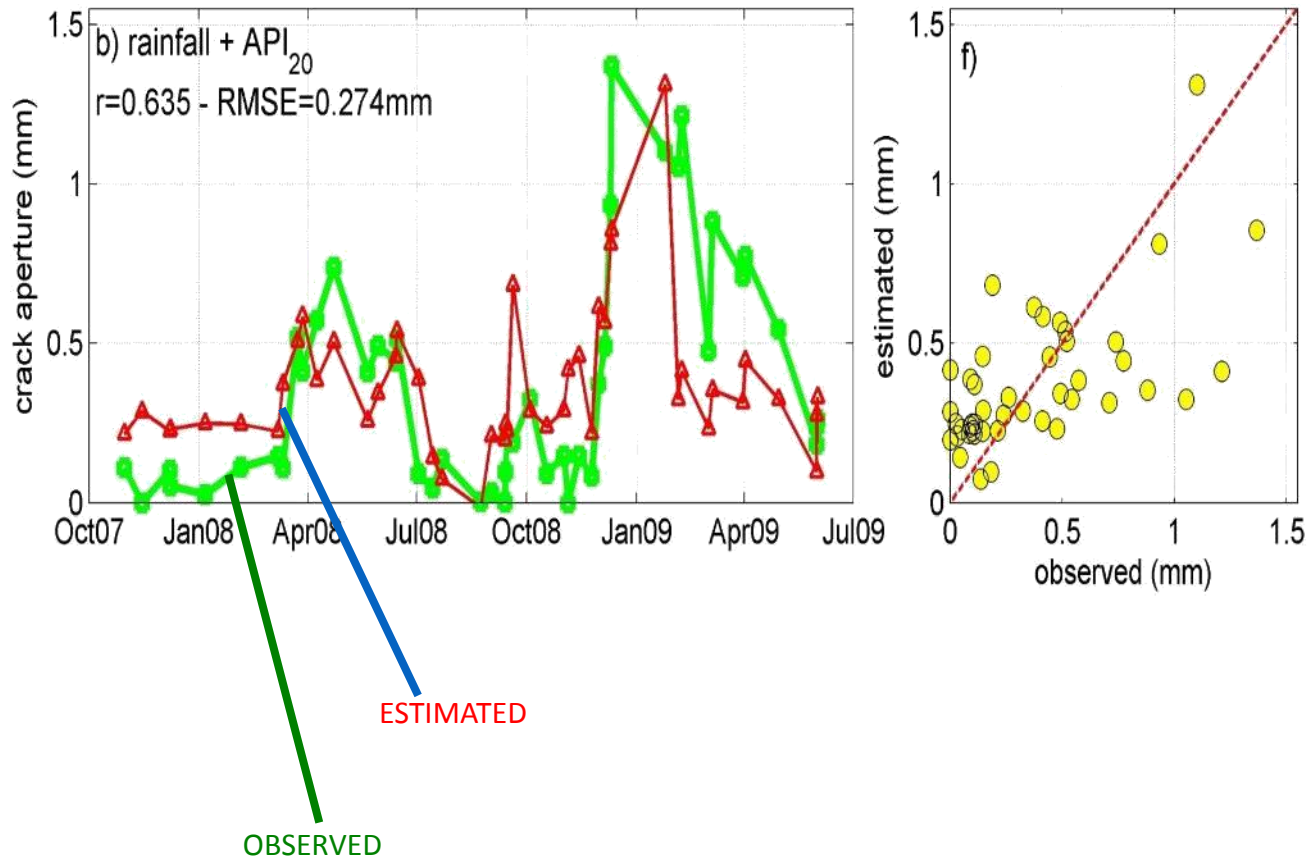 b) rainfall + API20
r=0.635 - RMSE=0.274mm
crack aperture (mm)
1.5
1
0.5
0
Oct07 Jan08 Apr08 Jul08 Oct08 Jan09 Apr09 Jul09
f)
estimated (mm)
1.5
1
0.5
0
0 0.5 1 1.5
observed (mm)
ESTIMATED
OBSERVED